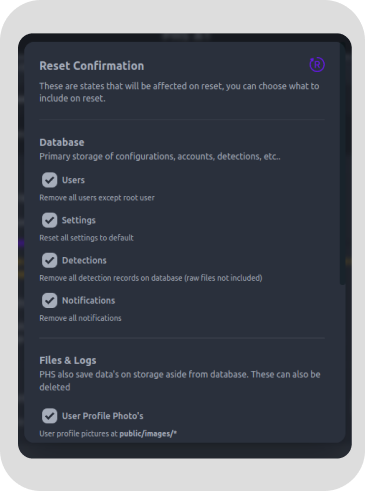 Reset Confirmation
These are states that will be affected on reset, you can choose what to
include on reset.
Database
Primary storage of configurations, accounts, detections, etc..
Users
Remove all users except root user
Settings
Reset all settings to default
Detections
Remove all detection records on database (raw files not included)
Notifications
Remove all notifications
Files & Logs
PHS also save data's on storage aside from database. These can also be
deleted
User Profile Photo's
User profile pictures at public/images/*